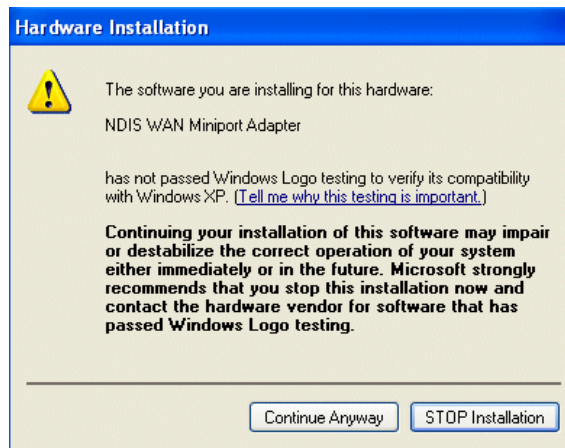 Hardware Installation
The software you are installing for this hardware:
NDIS WAN Miniport Adapter
has not passed Windows Logo testing to verify its compatibility
with Windows XP. (Tell me why this testing is important.)
Continuing your installation of this software may impair
or destabilize the correct operation of your system
either immediately or in the future. Microsoft strongly
recommends that you stop this installation now and
contact the hardware vendor for software that has
passed Windows Logo testing.
Continue Anyway
STOP Installation